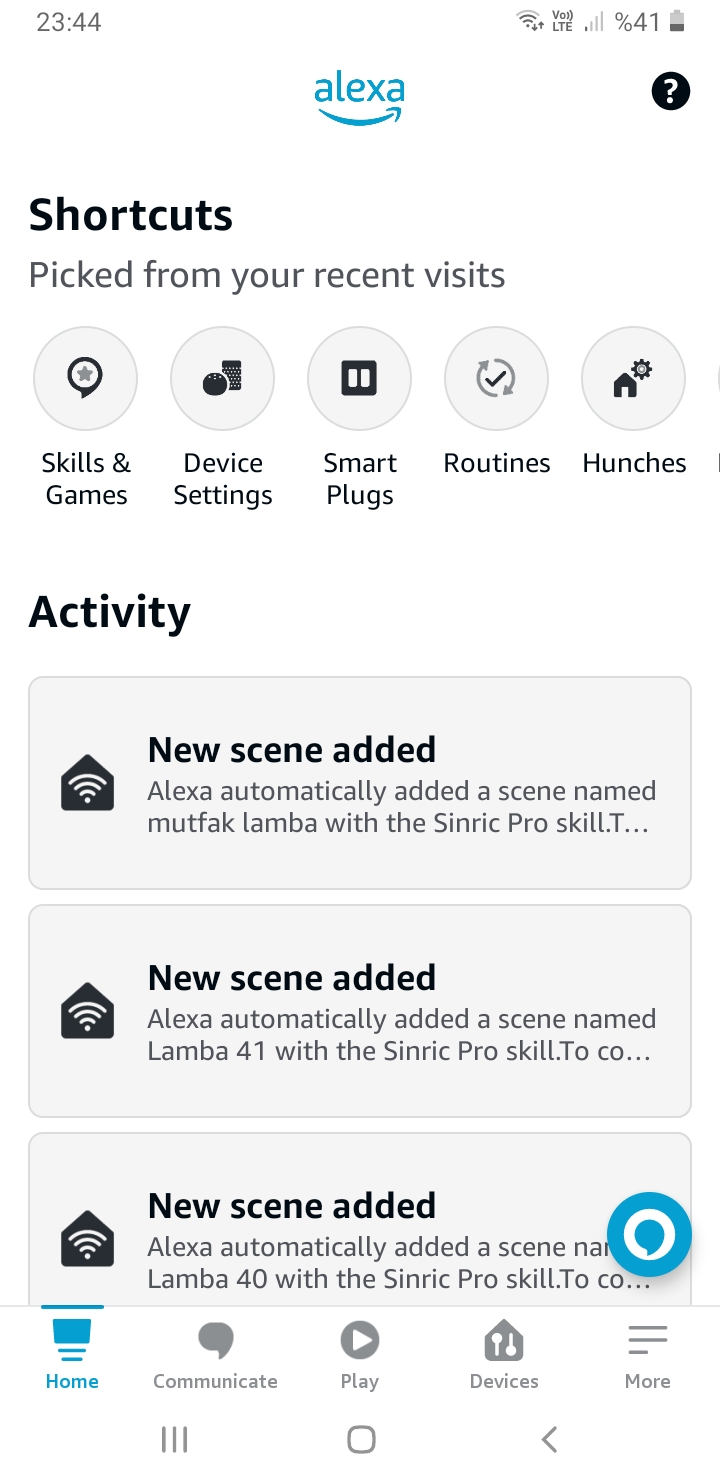 23:44
Vo))
LTE
%41
alexa
?
Shortcuts
Picked from your recent visits
Skills &
Games
Device
Settings
Smart
Plugs
Routines
Hunches
Activity
New scene added
Alexa automatically added a scene named
mutfak lamba with the Sinric Pro skill.T...
New scene added
Alexa automatically added a scene named
Lamba 41 with the Sinric Pro skill.To co...
New scene added
Alexa automatically added a scene
Lamba 40 with the Sinric Pro skill.To co...
Home
Communicate
Play
Devices
More